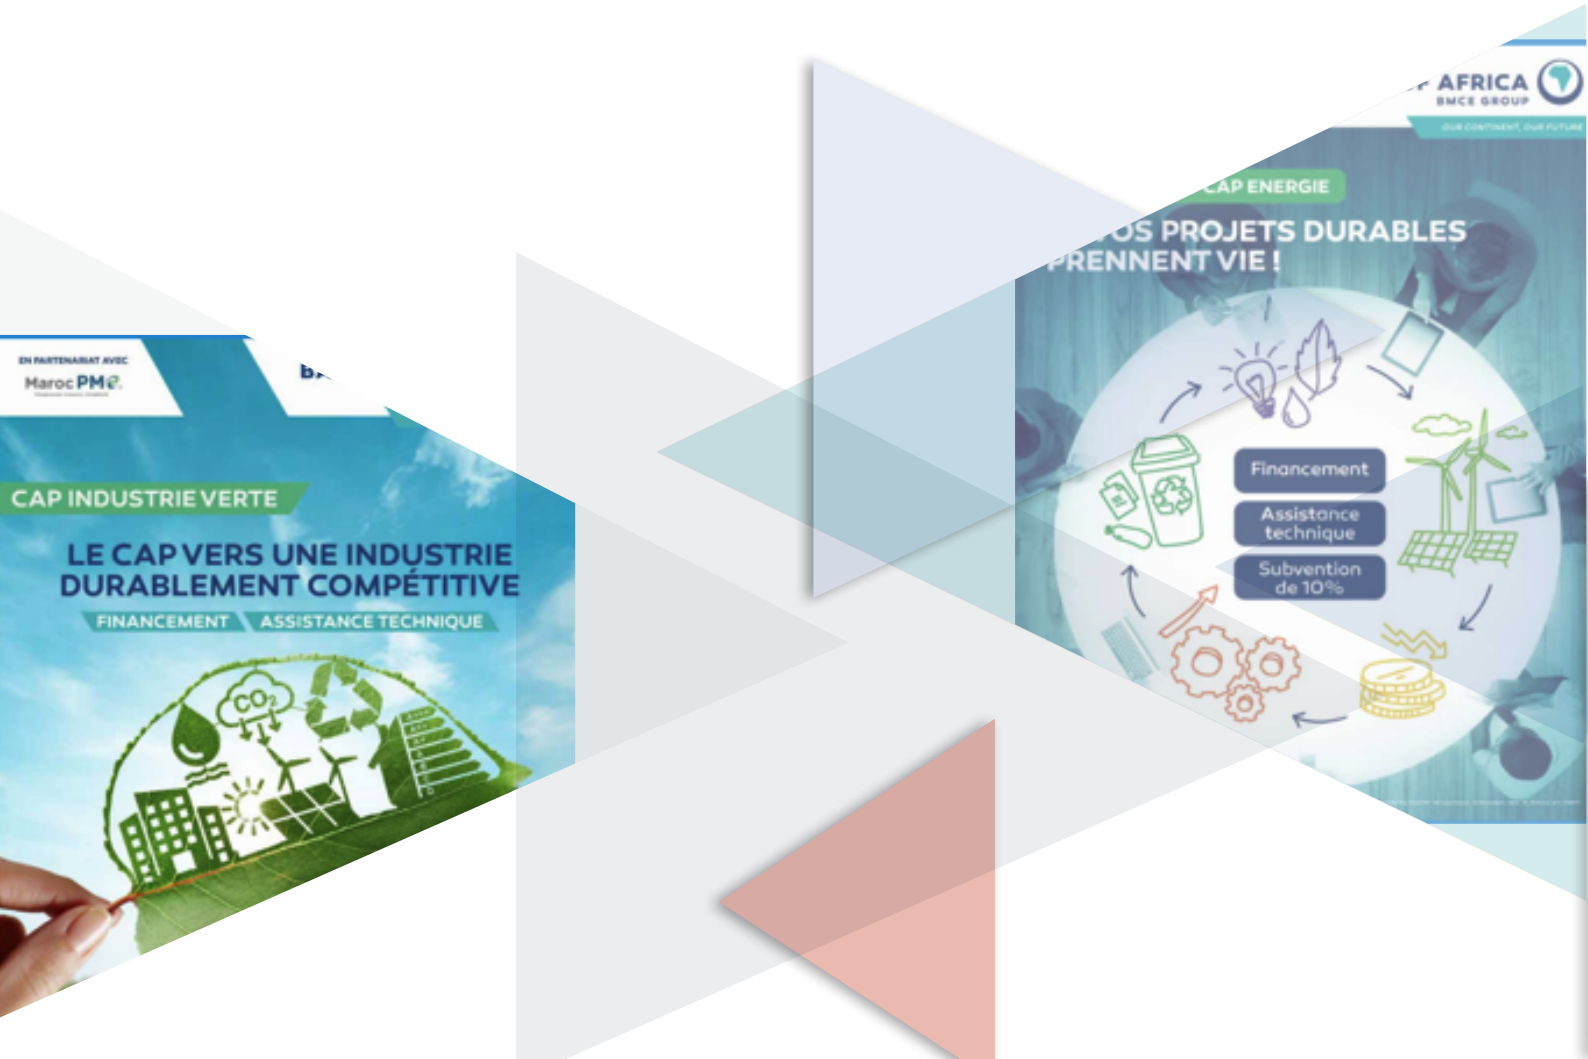 EN PARTENARIAT AVEC
Maroc PMe
CAP INDUSTRIE VERTE
LE CAP VERS UNE INDUSTRIE
DURABLEMENT COMPÉTITIVE
FINANCEMENT ASSISTANCE TECHNIQUE
CO2
A
AFRICA
BMCE GROUP
OUR CONTINENT, OUR FUTURE
CAP ENERGIE
VOS PROJETS DURABLES
PRENNENT VIE !
Financement
Assistance
technique
Subvention
de 10%